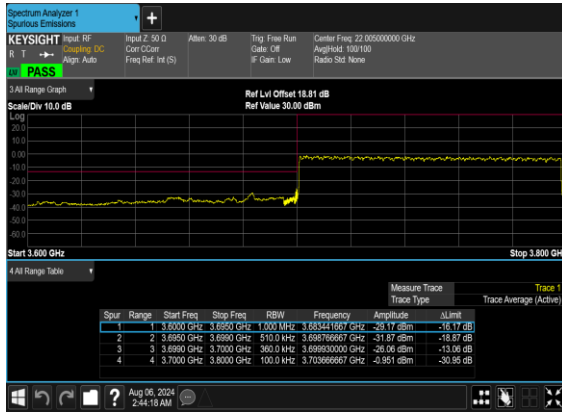 Spectrum Analyzer 1
Spurious Emissions
KEYSIGHT Input: RF Input Z: 50 Ω Atten: 30 dB Trig: Free Run Center Freq: 22.005000000 GHz
R T Coupling: DC Corr CCorr Gate: Off Avg|Hold: 100/100
Align: Auto Freq Ref: Int (S) IF Gain: Low Radio Std: None
PASS
3 All Range Graph
Ref Lvl Offset 18.81 dB
Scale/Div 10.0 dB Ref Value 30.00 dBm
Log
20.0
10.0
0.00
-10.0
-20.0
-30.0
-40.0
-50.0
-60.0
Start 3.600 GHz Stop 3.800 GH
4 All Range Table
Measure Trace Trace 1
Trace Type Trace Average (Active)
Spur Range Start Freq Stop Freq RBW Frequency Amplitude ΔLimit
1 1 3.6000 GHz 3.6950 GHz 1.000 MHz 3.683441667 GHz -29.17 dBm -16.17 dB
2 2 3.6950 GHz 3.6990 GHz 510.0 kHz 3.698766667 GHz -31.87 dBm -18.87 dB
3 3 3.6990 GHz 3.7000 GHz 360.0 kHz 3.699930000 GHz -26.06 dBm -13.06 dB
4 4 3.7000 GHz 3.8000 GHz 100.0 kHz 3.703666667 GHz -0.951 dBm -30.95 dB
Aug 06, 2024
2:44:18 AM